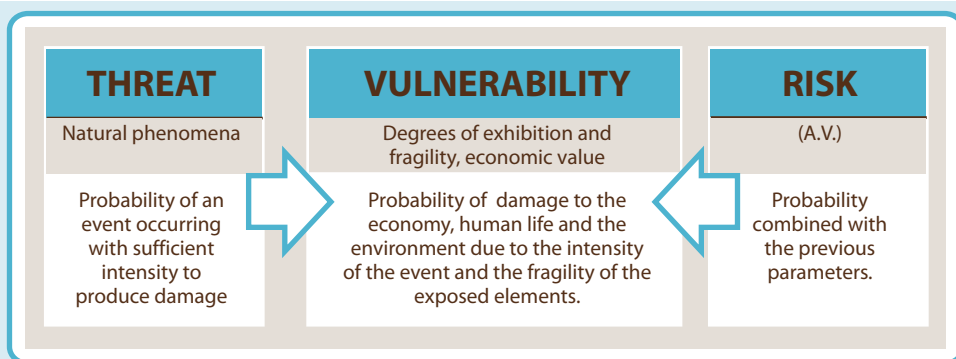 THREAT
Natural phenomena
Probability of an
event occurring
with sufficient
intensity to
produce damage
VULNERABILITY
Degrees of exhibition and
fragility, economic value
Probability of damage to the
economy, human life and the
environment due to the intensity
of the event and the fragility of the
exposed elements.
RISK
(A.V.)
Probability
combined with
the previous
parameters.